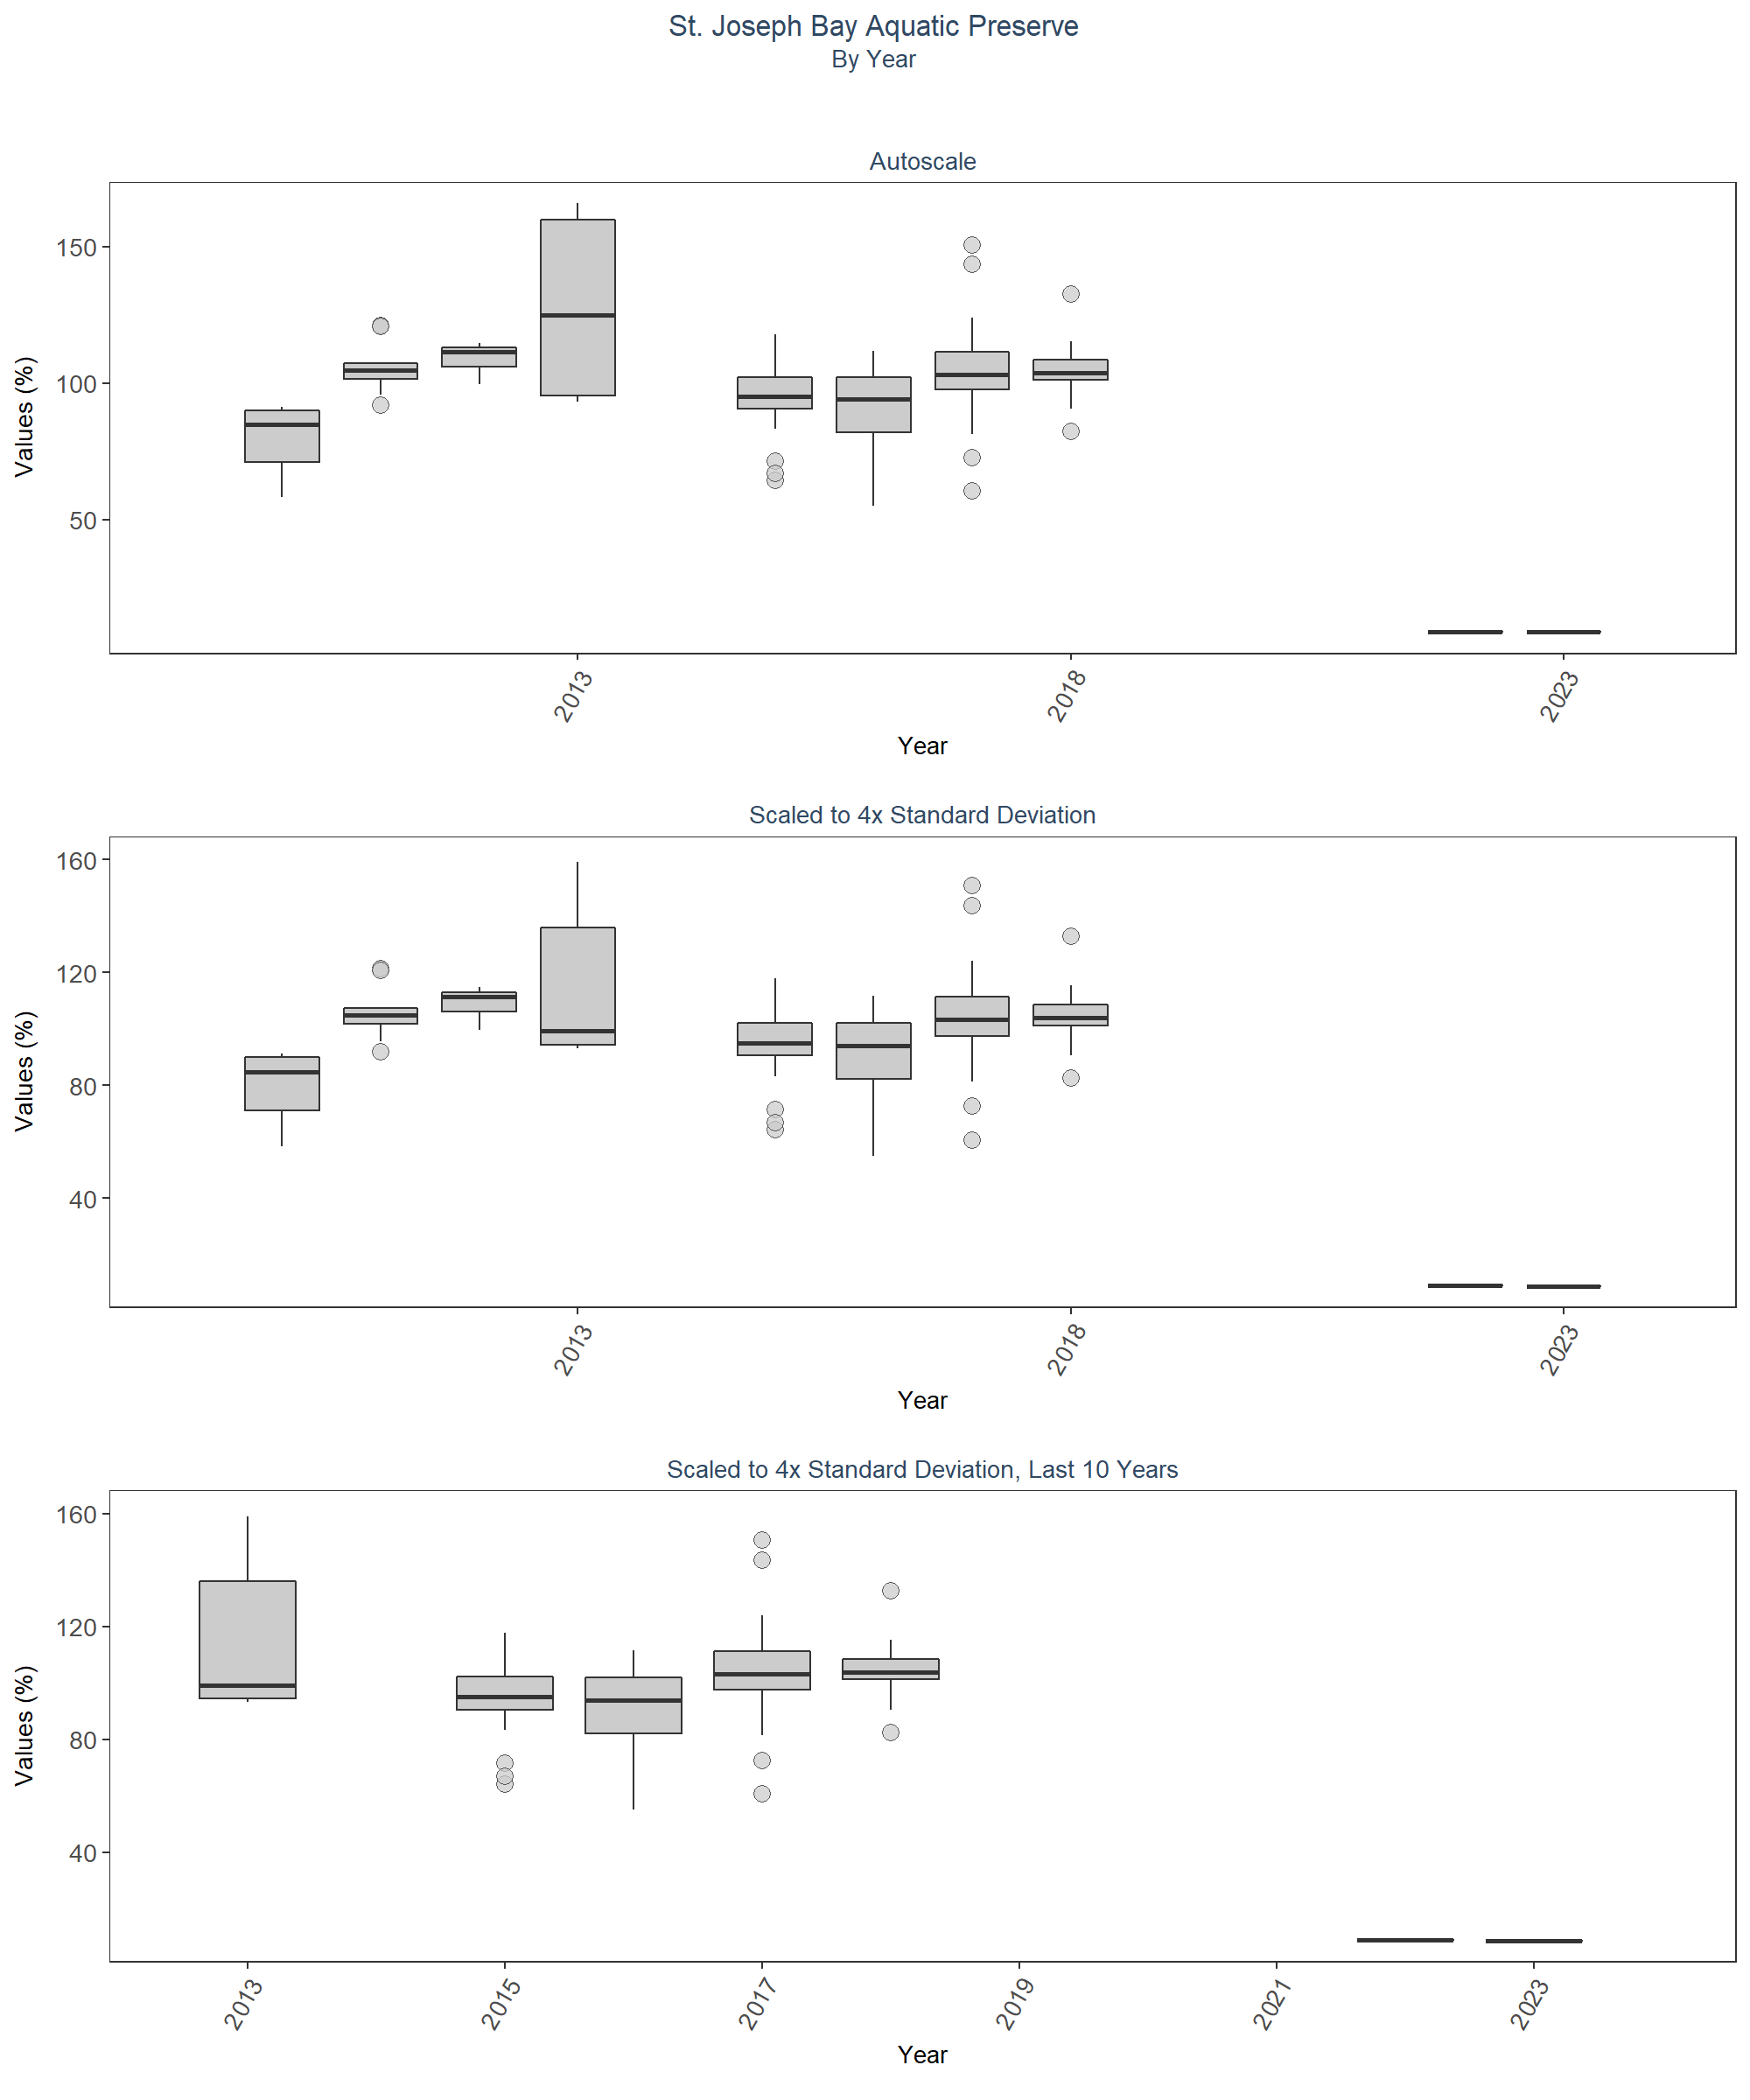 St. Joseph Bay Aquatic Preserve
By Year
Autoscale
Values (%)
150
100
50
2013
2018
2023
Year
Scaled to 4x Standard Deviation
Values (%)
160
120
80
40
2013
2018
2023
Year
Scaled to 4x Standard Deviation, Last 10 Years
Values (%)
160
120
80
40
2013
2015
2017
2019
2021
2023
Year